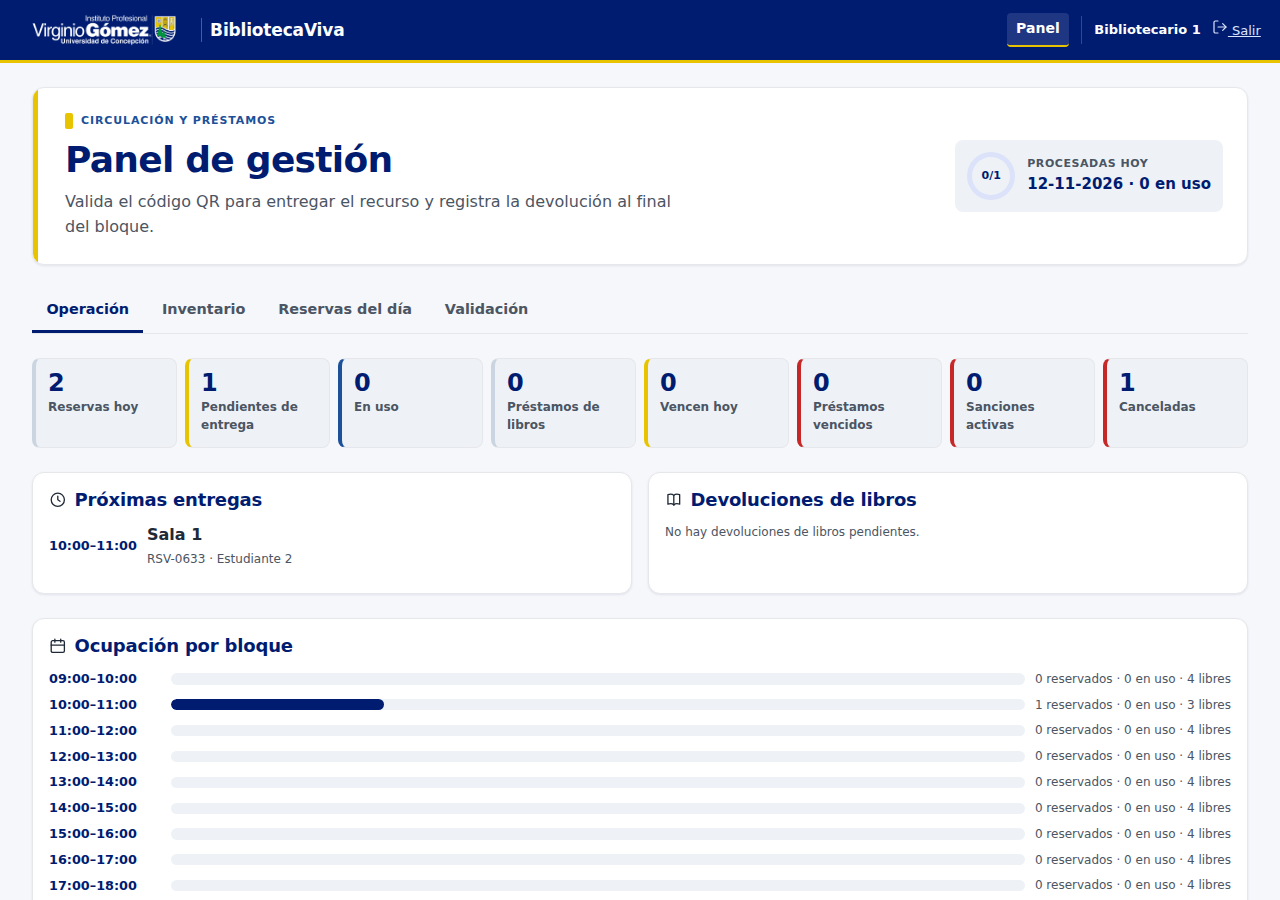 Instituto Profesional
VirginioGómez
Universidad de Concepción
BibliotecaViva
Panel
Bibliotecario 1
Salir
CIRCULACIÓN Y PRÉSTAMOS
Panel de gestión
Valida el código QR para entregar el recurso y registra la devolución al final
del bloque.
0/1
PROCESADAS HOY
12-11-2026 · 0 en uso
Operación
Inventario
Reservas del día
Validación
2
Reservas hoy
1
Pendientes de
entrega
0
En uso
0
Préstamos de
libros
0
Vencen hoy
0
Préstamos
vencidos
0
Sanciones
activas
1
Canceladas
Próximas entregas
10:00–11:00
Sala 1
RSV-0633 · Estudiante 2
Devoluciones de libros
No hay devoluciones de libros pendientes.
Ocupación por bloque
09:00–10:00 0 reservados · 0 en uso · 4 libres
10:00–11:00 1 reservados · 0 en uso · 3 libres
11:00–12:00 0 reservados · 0 en uso · 4 libres
12:00–13:00 0 reservados · 0 en uso · 4 libres
13:00–14:00 0 reservados · 0 en uso · 4 libres
14:00–15:00 0 reservados · 0 en uso · 4 libres
15:00–16:00 0 reservados · 0 en uso · 4 libres
16:00–17:00 0 reservados · 0 en uso · 4 libres
17:00–18:00 0 reservados · 0 en uso · 4 libres